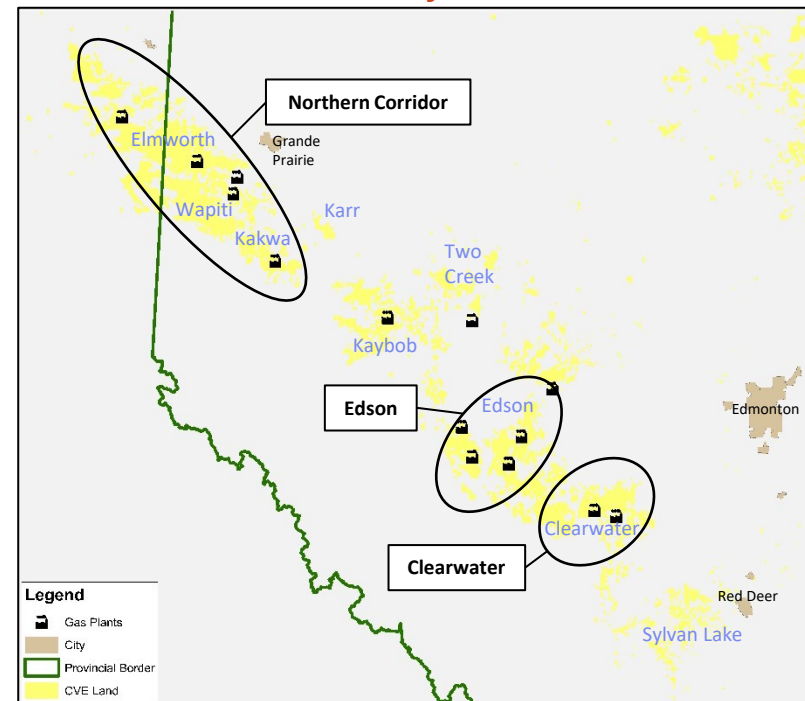 Northern Corridor
Elmworth
Grande
Prairie
Wapiti
Karr
Kakwa
Two
Creek
Kaybob
Edson
Edson
Edmonton
Clearwater
Clearwater
Legend
Gas Plants
City
Provincial Border
CVE Land
Red Deer
Sylvan Lake